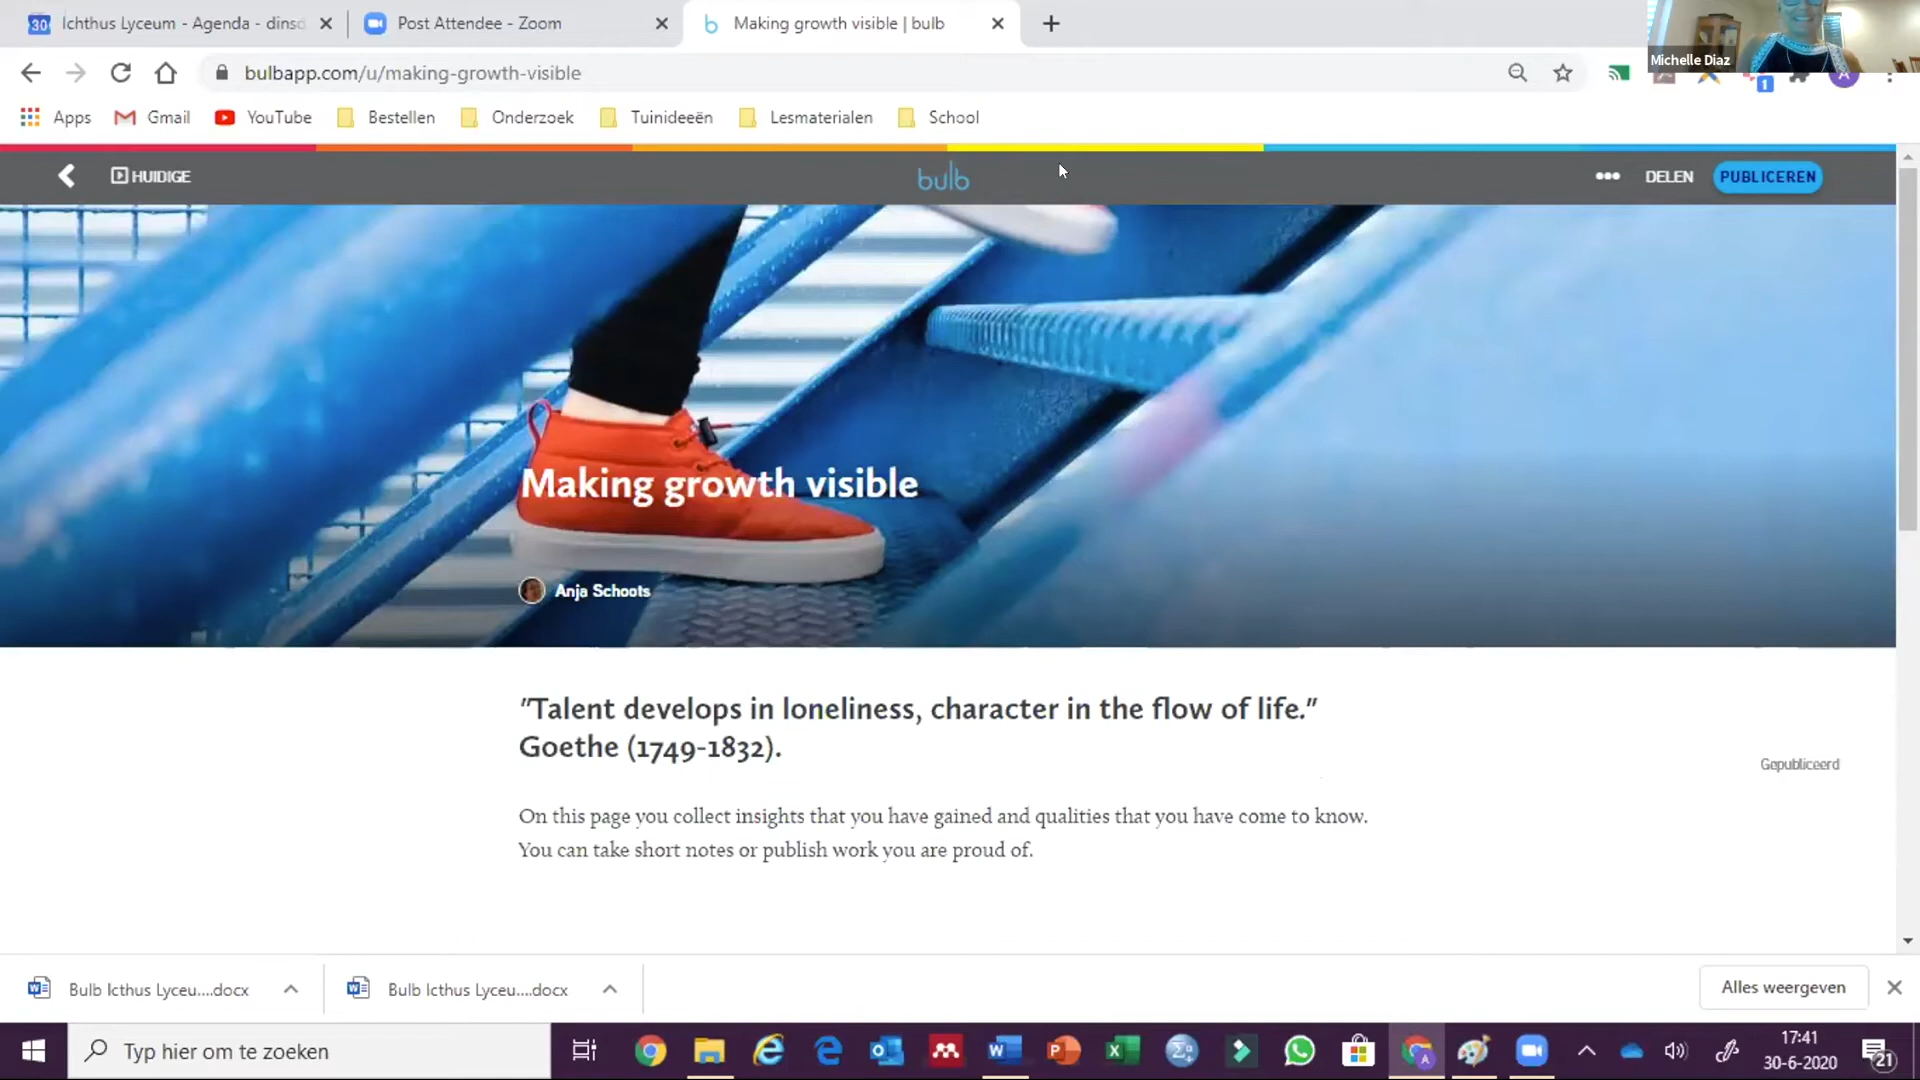 30 Ichthus Lyceum - Agenda - dinsd
Post Attendee - Zoom
b Making growth visible | bulb
Michelle Diaz
bulbapp.com/u/making-growth-visible
1
Apps
Gmail
YouTube
Bestellen
Onderzoek
Tuinideeën
Lesmaterialen
School
HUIDIGE
bulb
DELEN
PUBLICEREN
Making growth visible
Anja Schoots
"Talent develops in loneliness, character in the flow of life."
Goethe (1749-1832).
Gepubliceerd
On this page you collect insights that you have gained and qualities that you have come to know.
You can take short notes or publish work you are proud of.
Bulb Icthus Lyceu....docx
Bulb Icthus Lyceu....docx
Alles weergeven
Typ hier om te zoeken
17:41
30-6-2020
21